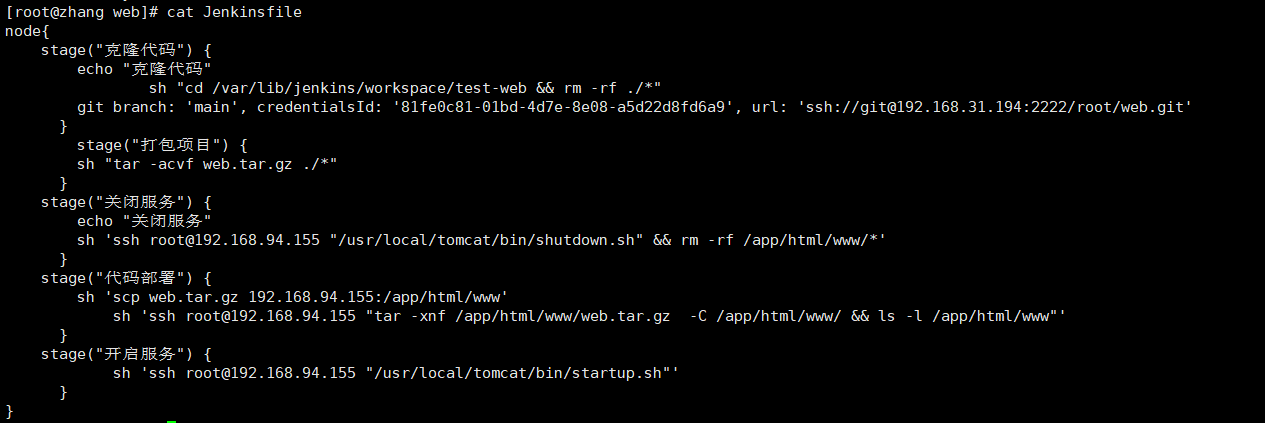 [root@zhang web]# cat Jenkinsfile
node{
    stage("克隆代码") {
        echo "克隆代码"
                sh "cd /var/lib/jenkins/workspace/test-web && rm -rf ./*"
        git branch: 'main', credentialsId: '81fe0c81-01bd-4d7e-8e08-a5d22d8fd6a9', url: 'ssh://git@192.168.31.194:2222/root/web.git'
      }
        stage("打包项目") {
        sh "tar -acvf web.tar.gz ./*"
      }
    stage("关闭服务") {
        echo "关闭服务"
        sh 'ssh root@192.168.94.155 "/usr/local/tomcat/bin/shutdown.sh" && rm -rf /app/html/www/*'
      }
    stage("代码部署") {
        sh 'scp web.tar.gz 192.168.94.155:/app/html/www'
            sh 'ssh root@192.168.94.155 "tar -xnf /app/html/www/web.tar.gz  -C /app/html/www/ && ls -l /app/html/www"'
      }
    stage("开启服务") {
            sh 'ssh root@192.168.94.155 "/usr/local/tomcat/bin/startup.sh"'
      }
}